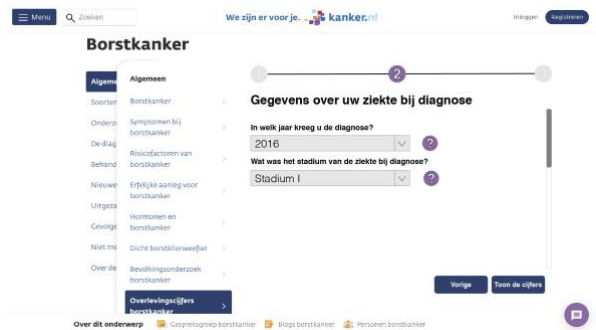 Menu
Zoeken
We zijn er voor je.
kanker.nl
Inloggen
Registreren
Borstkanker
Algeme
Soorten
Onderz
De diag
Behand
Nieuwe
Uitgeza
Gevolge
Niet me
Over de
Algemeen
Borstkanker
Symptomen bij
borstkanker
Risicofactoren van
borstkanker
Erfelijke aanleg voor
borstkanker
Hormonen en
borstkanker
Dicht borstklierweefsel
Bevolkingsonderzoek
borstkanker
Overlevingscijfers
borstkanker
1
2
3
Gegevens over uw ziekte bij diagnose
In welk jaar kreeg u de diagnose?
2016
?
Wat was het stadium van de ziekte bij diagnose?
Stadium I
?
Vorige
Toon de cijfers
Over dit onderwerp
Gespreksgroep borstkanker
Blogs borstkanker
Personen borstkanker